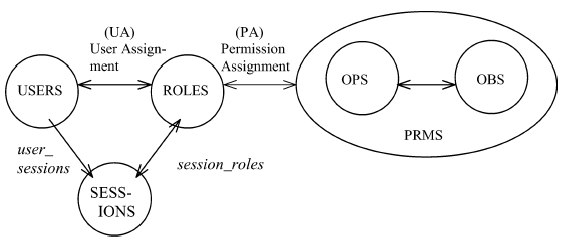 (UA)
User Assign-
ment
(PA)
Permission
Assignment
USERS
ROLES
OPS
OBS
PRMS
user_
sessions
session_roles
SESS-
IONS